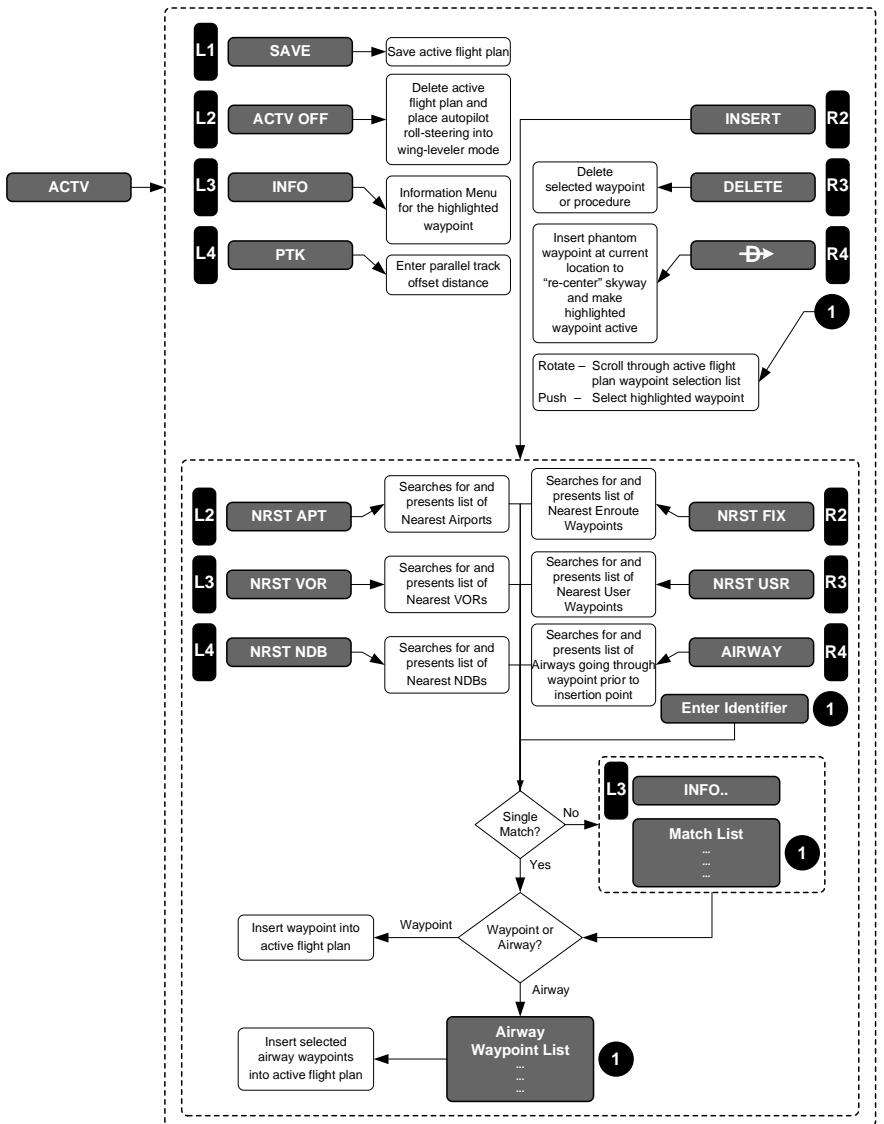 ACTV
L1
SAVE
Save active flight plan
L2
ACTV OFF
Delete active
flight plan and
place autopilot
roll-steering into
wing-leveler mode
L3
INFO
Information Menu
for the highlighted
waypoint
L4
PTK
Enter parallel track
offset distance
INSERT
R2
Delete
selected waypoint
or procedure
DELETE
R3
Insert phantom
waypoint at current
location to
“re-center” skyway
and make
highlighted
waypoint active
D
R4
1
Rotate – Scroll through active flight
plan waypoint selection list
Push – Select highlighted waypoint
L2
NRST APT
Searches for and
presents list of
Nearest Airports
Searches for and
presents list of
Nearest Enroute
Waypoints
NRST FIX
R2
L3
NRST VOR
Searches for and
presents list of
Nearest VORs
Searches for and
presents list of
Nearest User
Waypoints
NRST USR
R3
L4
NRST NDB
Searches for and
presents list of
Nearest NDBs
Searches for and
presents list of
Airways going through
waypoint prior to
insertion point
AIRWAY
R4
Enter Identifier
1
Single
Match?
No
Yes
L3
INFO..
Match List
...
...
...
1
Waypoint or
Airway?
Waypoint
Insert waypoint into
active flight plan
Airway
Airway
Waypoint List
...
...
...
1
Insert selected
airway waypoints
into active flight plan